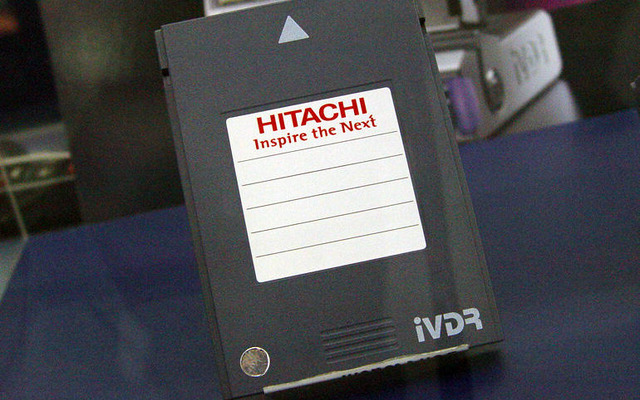 HITACHI
Inspire the Next
iVDR